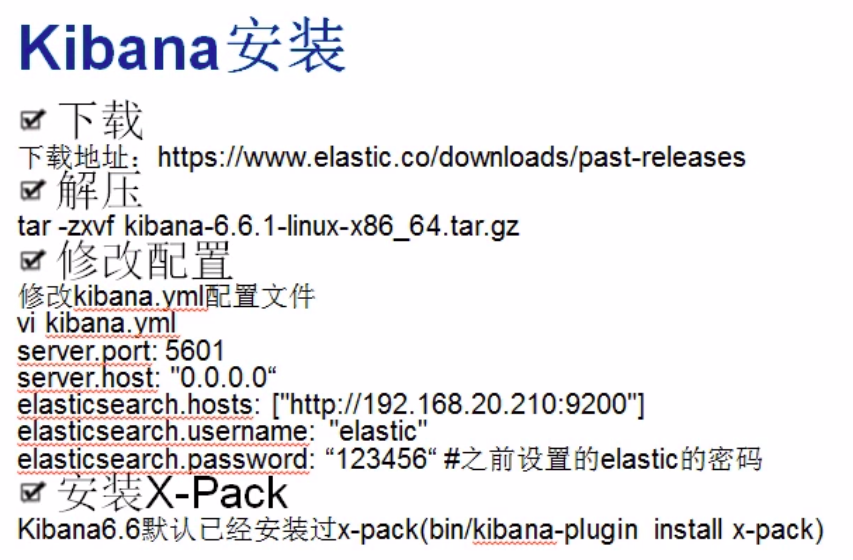 Kibana安装
下载
下载地址：https://www.elastic.co/downloads/past-releases
解压
tar -zxvf kibana-6.6.1-linux-x86_64.tar.gz
修改配置
修改kibana.yml配置文件
vi kibana.yml
server.port: 5601
server.host: "0.0.0.0“
elasticsearch.hosts: ["http://192.168.20.210:9200"]
elasticsearch.username: "elastic"
elasticsearch.password: “123456“ #之前设置的elastic的密码
安装X-Pack
Kibana6.6默认已经安装过x-pack(bin/kibana-plugin install x-pack)